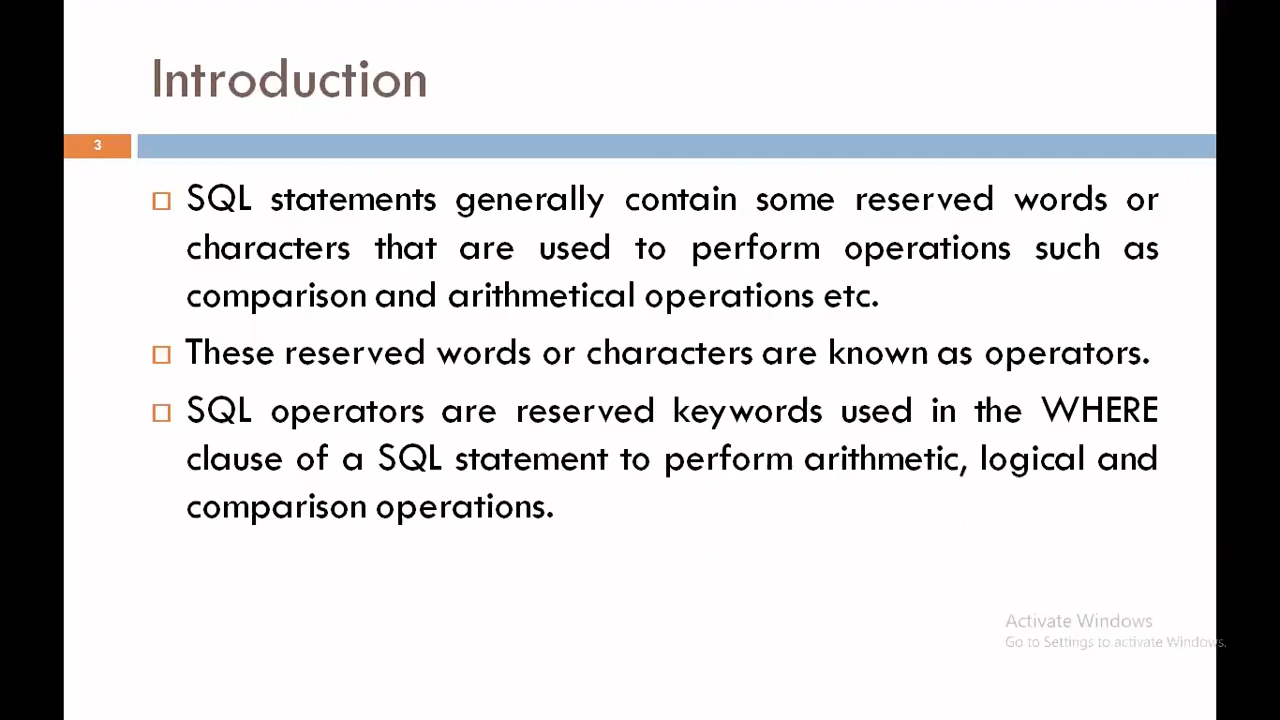 Introduction
3
SQL statements generally contain some reserved words or
characters that are used to perform operations such as
comparison and arithmetical operations etc.
These reserved words or characters are known as operators.
SQL operators are reserved keywords used in the WHERE
clause of a SQL statement to perform arithmetic, logical and
comparison operations.
Activate Windows
Go to Settings to activate Windows.